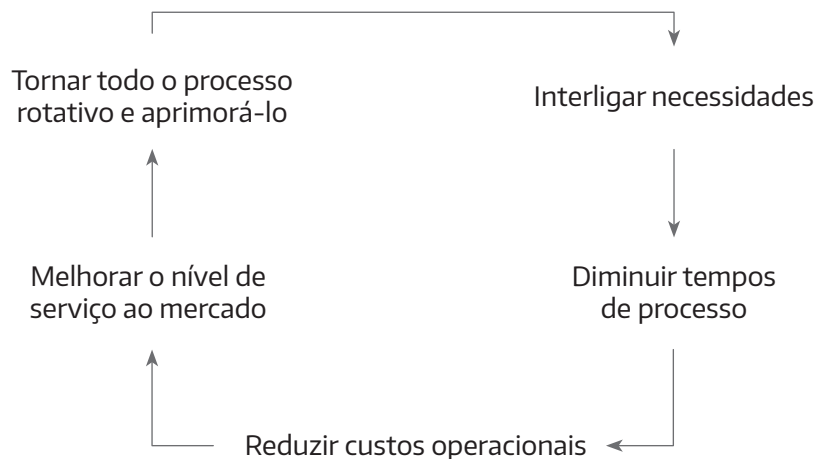 Tornar todo o processo
rotativo e aprimorá-lo
Interligar necessidades
Melhorar o nível de
serviço ao mercado
Diminuir tempos
de processo
Reduzir custos operacionais